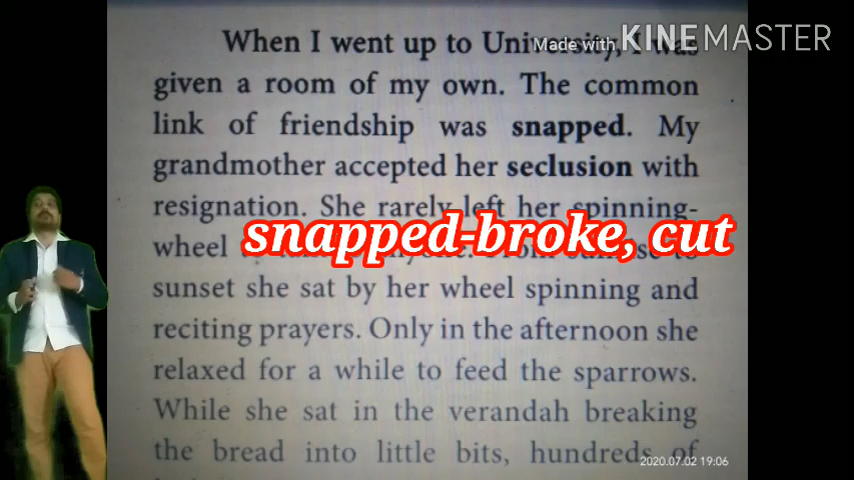 When I went up to University, I was
given a room of my own. The common
link of friendship was snapped. My
grandmother accepted her seclusion with
resignation. She rarely left her spinning-
wheel
sunset she sat by her wheel spinning and
reciting prayers. Only in the afternoon she
relaxed for a while to feed the sparrows.
While she sat in the verandah breaking
the bread into little bits, hundreds of
Made with KINEMASTER
snapped-broke, cut
2020.07.02 19:06